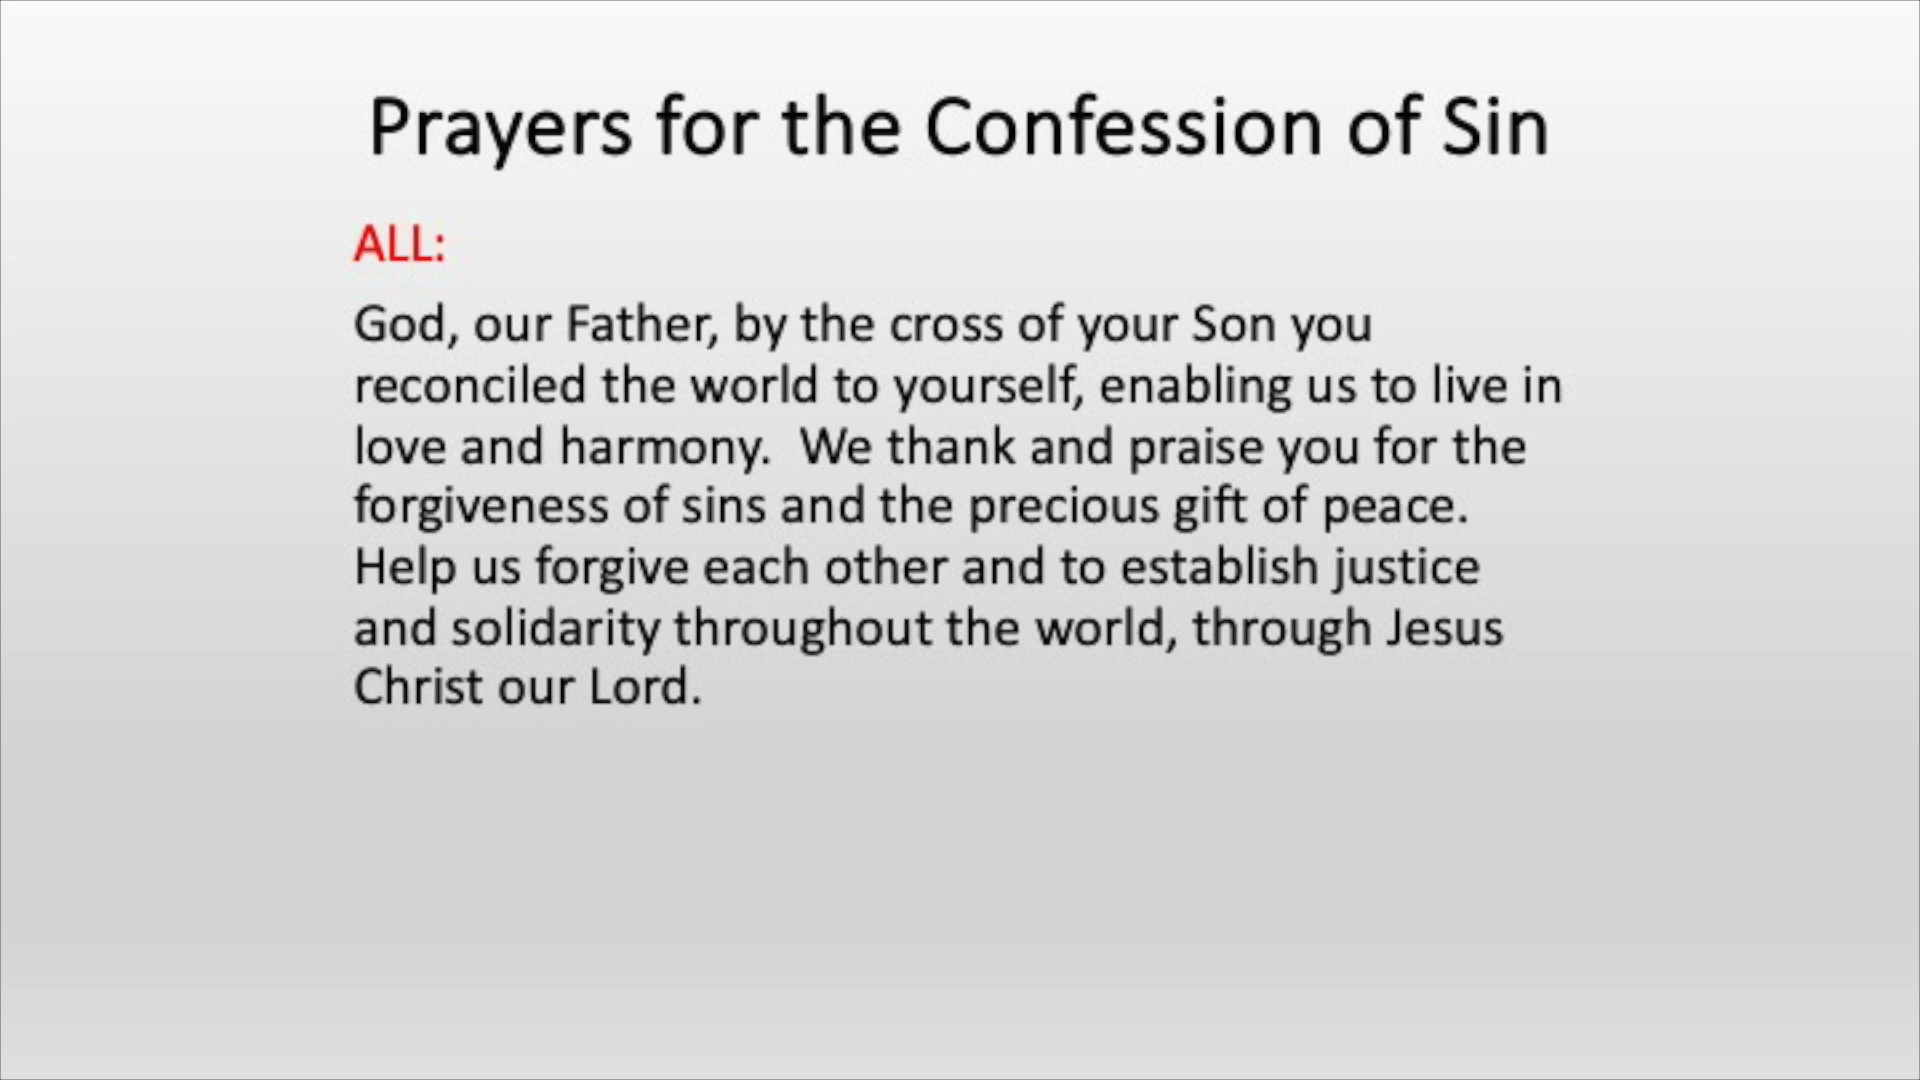 Prayers for the Confession of Sin
ALL:
God, our Father, by the cross of your Son you
reconciled the world to yourself, enabling us to live in
love and harmony.  We thank and praise you for the
forgiveness of sins and the precious gift of peace.
Help us forgive each other and to establish justice
and solidarity throughout the world, through Jesus
Christ our Lord.